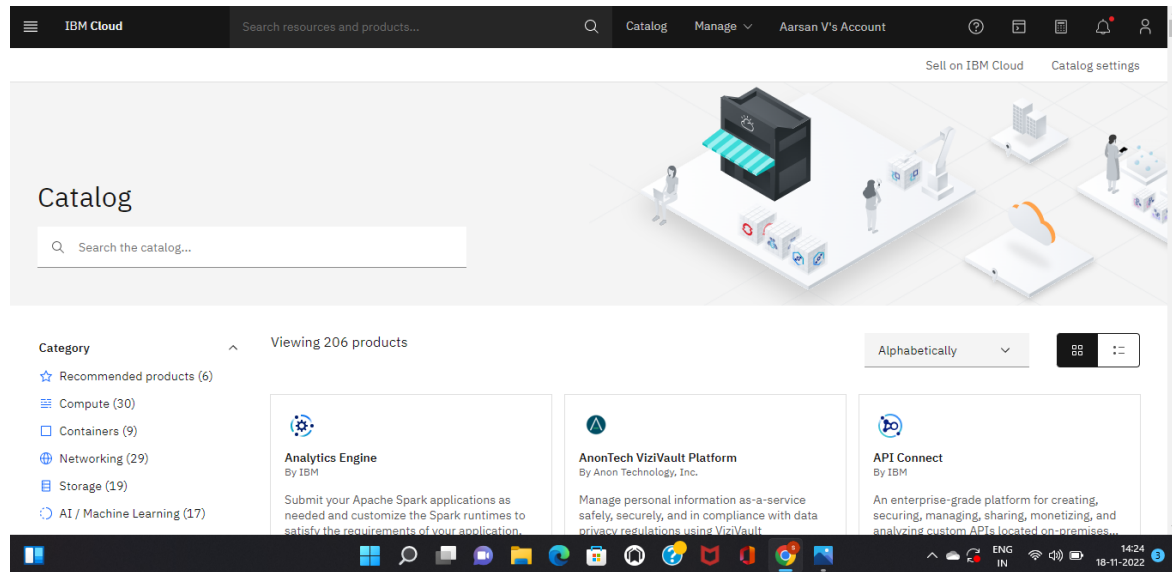 IBM Cloud
Search resources and products...
Catalog
Manage
Aarsan V's Account
Sell on IBM Cloud
Catalog settings
Catalog
Search the catalog...
Category
Recommended products (6)
Compute (30)
Containers (9)
Networking (29)
Storage (19)
AI / Machine Learning (17)
Viewing 206 products
Alphabetically
Analytics Engine
By IBM
Submit your Apache Spark applications as
needed and customize the Spark runtimes to
satisfy the requirements of your application.
AnonTech ViziVault Platform
By Anon Technology, Inc.
Manage personal information as-a-service
safely, securely, and in compliance with data
privacy regulations using ViziVault
API Connect
By IBM
An enterprise-grade platform for creating,
securing, managing, sharing, monetizing, and
analyzing custom APIs located on-premises...
ENG
IN
14:24
18-11-2022
3